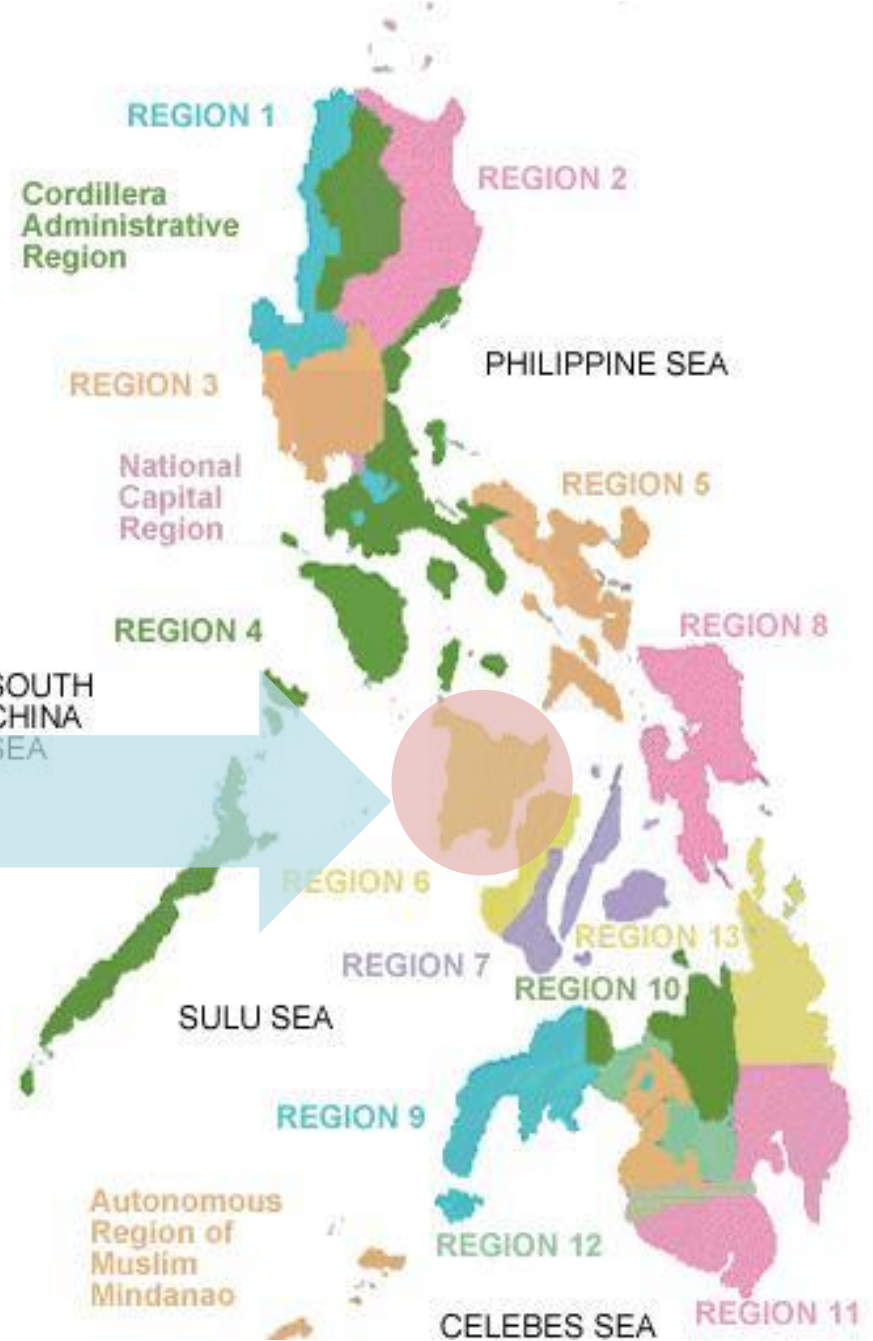 REGION 1
REGION 2
Cordillera
Administrative
Region
PHILIPPINE SEA
REGION 3
National
Capital
Region
REGION 5
REGION 4
REGION 8
SOUTH
CHINA
SEA
REGION 6
REGION 13
REGION 7
REGION 10
SULU SEA
REGION 9
Autonomous
Region of
Muslim
Mindanao
REGION 12
REGION 11
CELEBES SEA